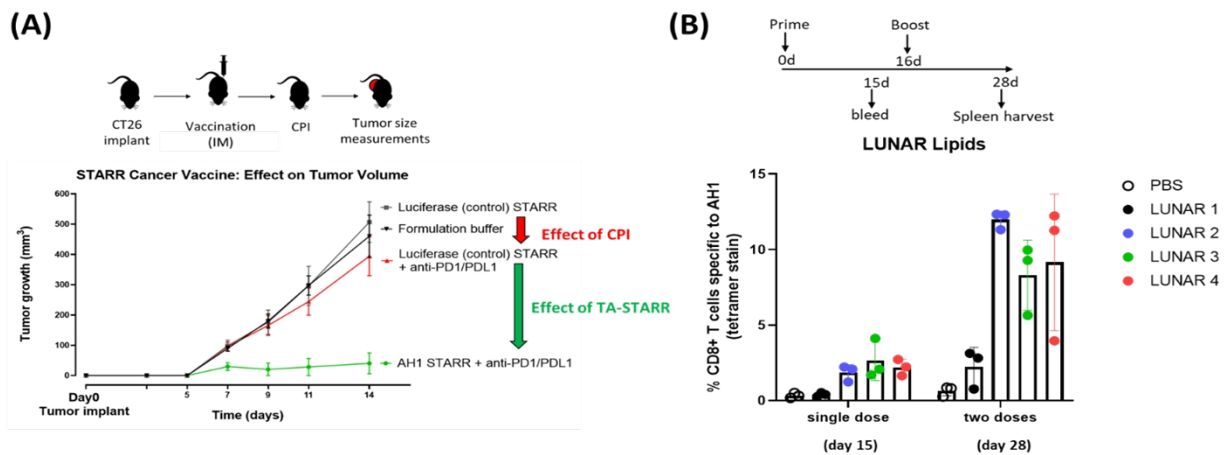 (A)
CT26
implant
Vaccination
(IM)
CPI
Tumor size
measurements
STARR Cancer Vaccine: Effect on Tumor Volume
Tumor growth (mm³)
600
500
400
300
200
100
0
Day0
Tumor implant
5
7
9
11
14
Time (days)
Luciferase (control) STARR
Formulation buffer
Luciferase (control) STARR
+ anti-PD1/PDL1
AH1 STARR + anti-PD1/PDL1
Effect of CPI
Effect of TA-STARR
(B)
Prime
Boost
0d
16d
15d
28d
bleed
Spleen harvest
LUNAR Lipids
% CD8+ T cells specific to AH1
(tetramer stain)
15
10
5
0
single dose
two doses
(day 15)
(day 28)
PBS
LUNAR 1
LUNAR 2
LUNAR 3
LUNAR 4